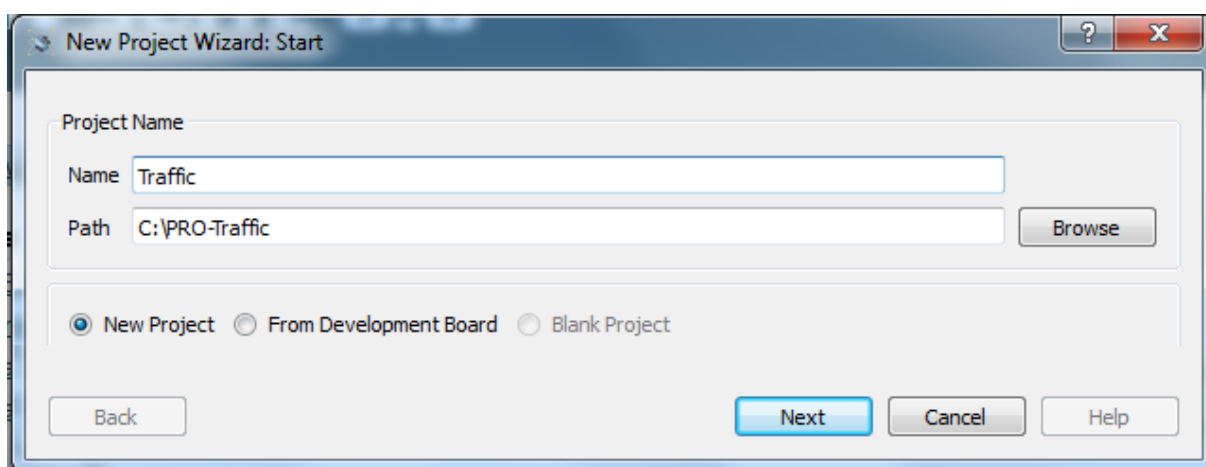 New Project Wizard: Start
Project Name
Name Traffic
Path C:\PRO-Traffic Browse
New Project From Development Board Blank Project
Back Next Cancel Help